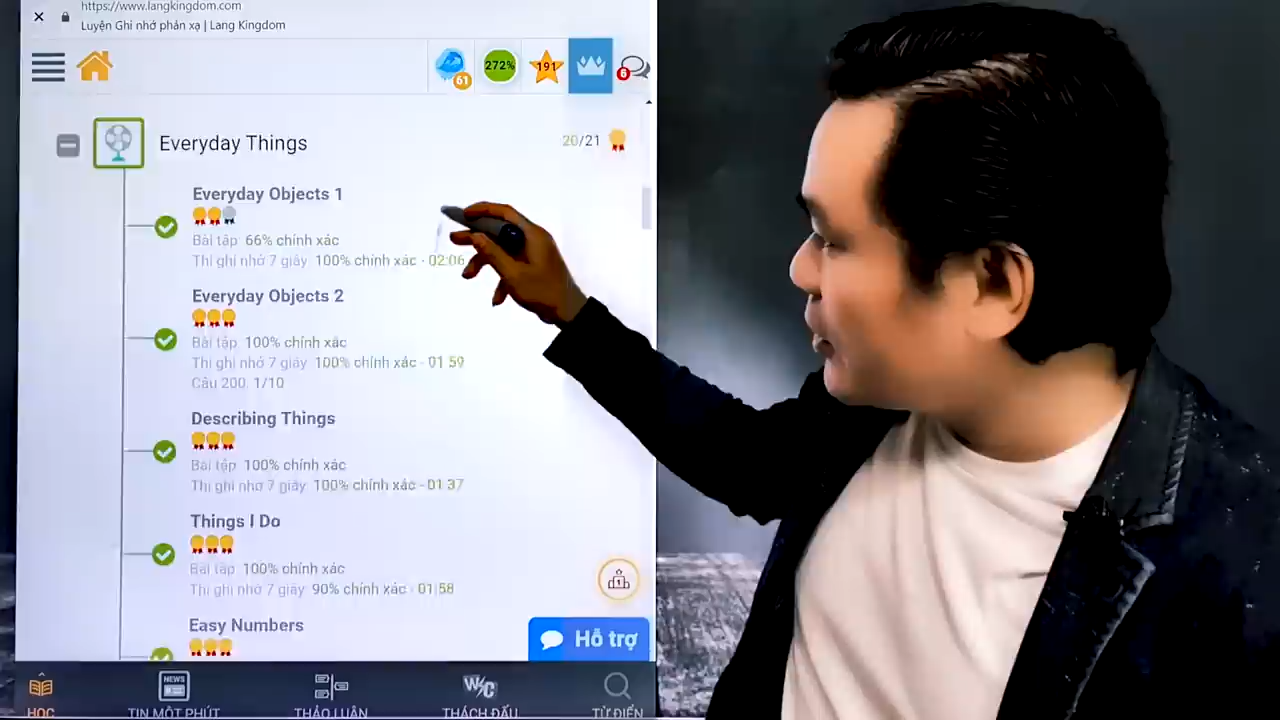 https://www.langkingdom.com
Luyện Ghi nhớ phản xạ | Lang Kingdom
61
272%
191
6
Everyday Things
20/21
Everyday Objects 1
Bài tập 66% chính xác
Thi ghi nhớ 7 giây 100% chính xác - 02:06
Everyday Objects 2
Bài tập 100% chính xác
Thi ghi nhớ 7 giây 100% chính xác - 01 59
Câu 200. 1/10
Describing Things
Bài tập 100% chính xác
Thi ghi nhớ 7 giây 100% chính xác - 01 37
Things I Do
Bài tập 100% chính xác
Thi ghi nhớ 7 giây 90% chính xác - 01:58
Easy Numbers
Hỗ trợ
NEWS
W/C
HỌC
TIN MỘT PHÚT
THẢO LUẬN
THÁCH ĐẤU
TỪ ĐIỂN